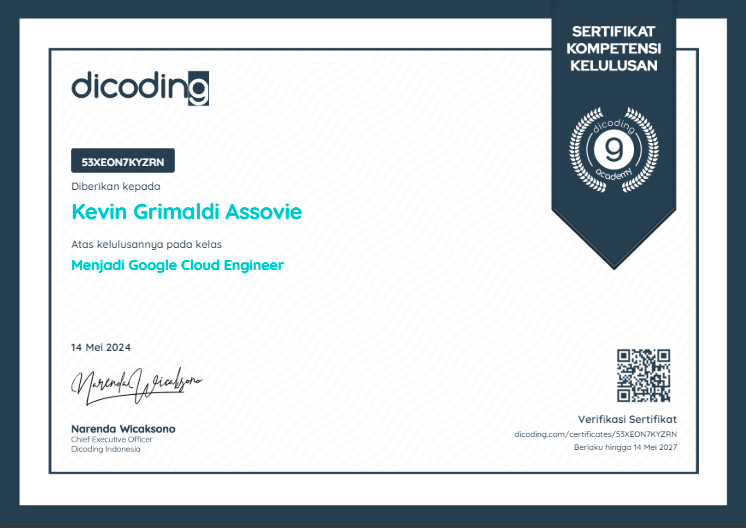 SERTIFIKAT
KOMPETENSI
KELULUSAN
dicoding
dicoding
9
academy
53XEON7KYZRN
Diberikan kepada
Kevin Grimaldi Assovie
Atas kelulusannya pada kelas
Menjadi Google Cloud Engineer
14 Mei 2024
Narenda Wicaksono
Narenda Wicaksono
Chief Executive Officer
Dicoding Indonesia
Verifikasi Sertifikat
dicoding.com/certificates/53XEON7KYZRN
Berlaku hingga 14 Mei 2027